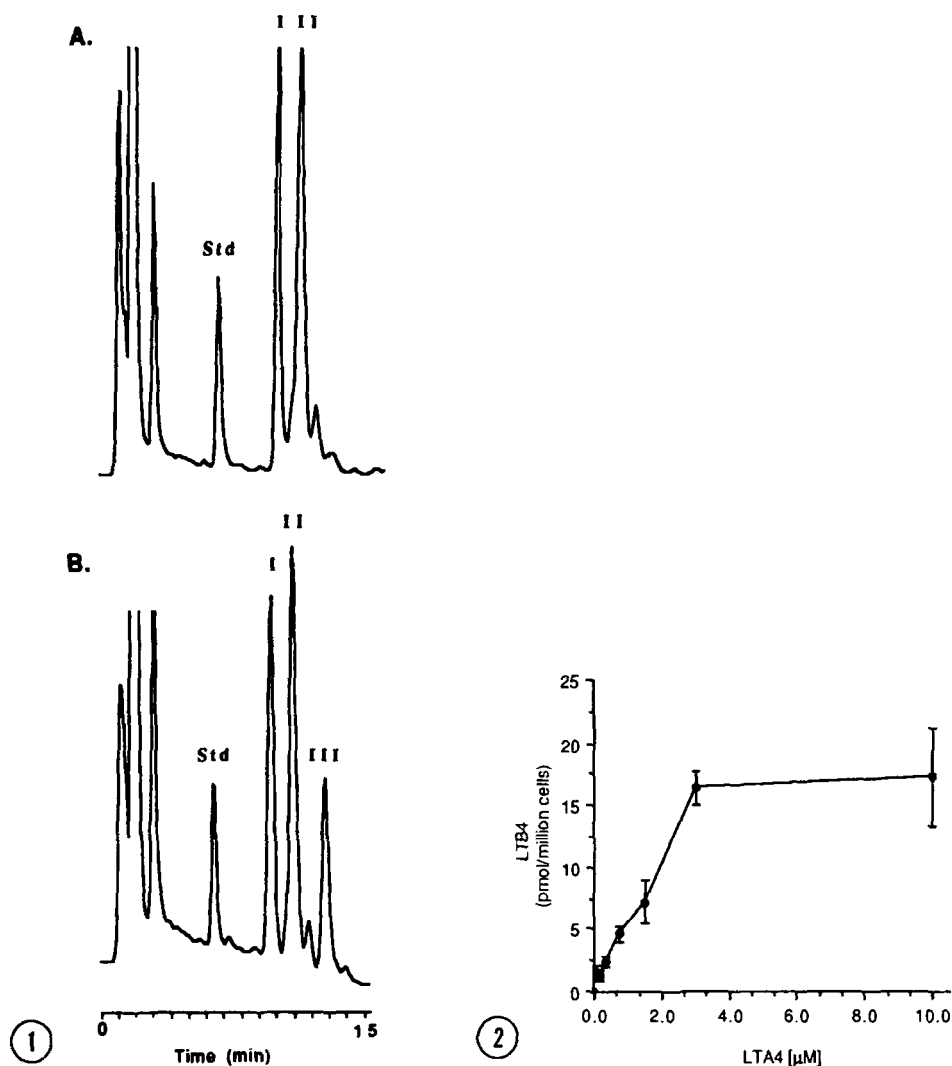 A.
I II
Std
B.
I
II
Std
III
0
15
Time (min)
1
25
20
15
10
5
0
LTB4
(pmol/million cells)
0.0
2.0
4.0
6.0
8.0
10.0
LTA4 [µM]
2